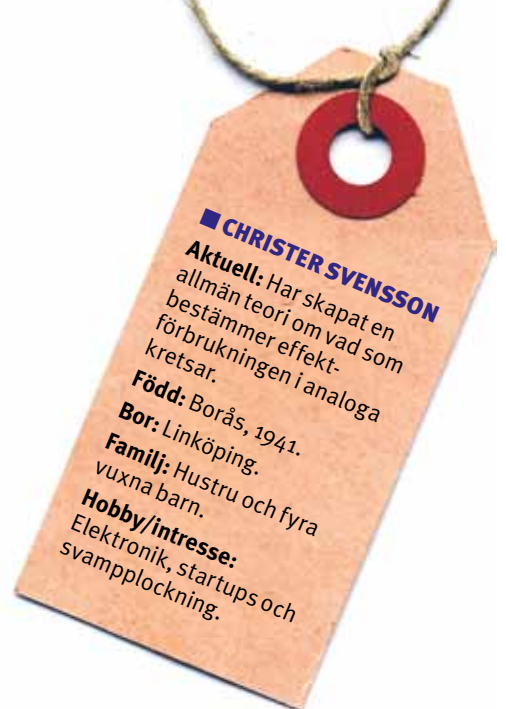 ■ CHRISTER SVENSSON
Aktuell: Har skapat en
allmän teori om vad som
bestämmer effekt-
förbrukningen i analoga
kretsar.
Född: Borås, 1941.
Bor: Linköping.
Familj: Hustru och fyra
vuxna barn.
Hobby/intresse:
Elektronik, startups och
svampplockning.